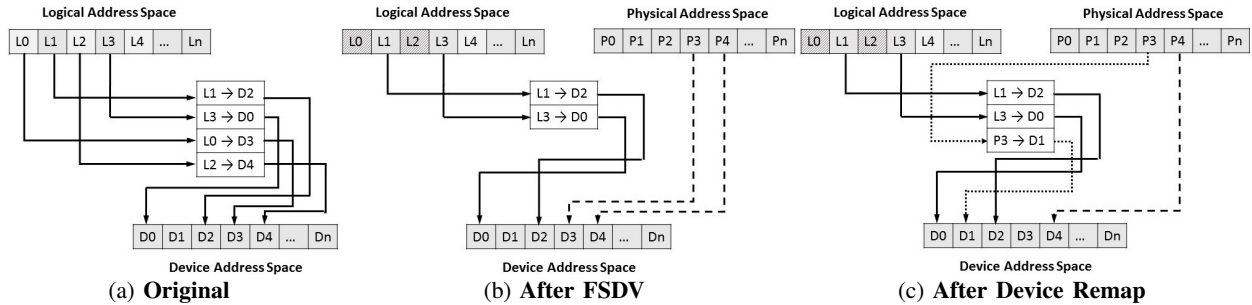 Logical Address Space
L0 L1 L2 L3 L4 ... Ln
L1 → D2
L3 → D0
L0 → D3
L2 → D4
D0 D1 D2 D3 D4 ... Dn
Device Address Space
(a) Original
Logical Address Space
Physical Address Space
L0 L1 L2 L3 L4 ... Ln
P0 P1 P2 P3 P4 ... Pn
L1 → D2
L3 → D0
D0 D1 D2 D3 D4 ... Dn
Device Address Space
(b) After FSDV
Logical Address Space
Physical Address Space
L0 L1 L2 L3 L4 ... Ln
P0 P1 P2 P3 P4 ... Pn
L1 → D2
L3 → D0
P3 → D1
D0 D1 D2 D3 D4 ... Dn
Device Address Space
(c) After Device Remap